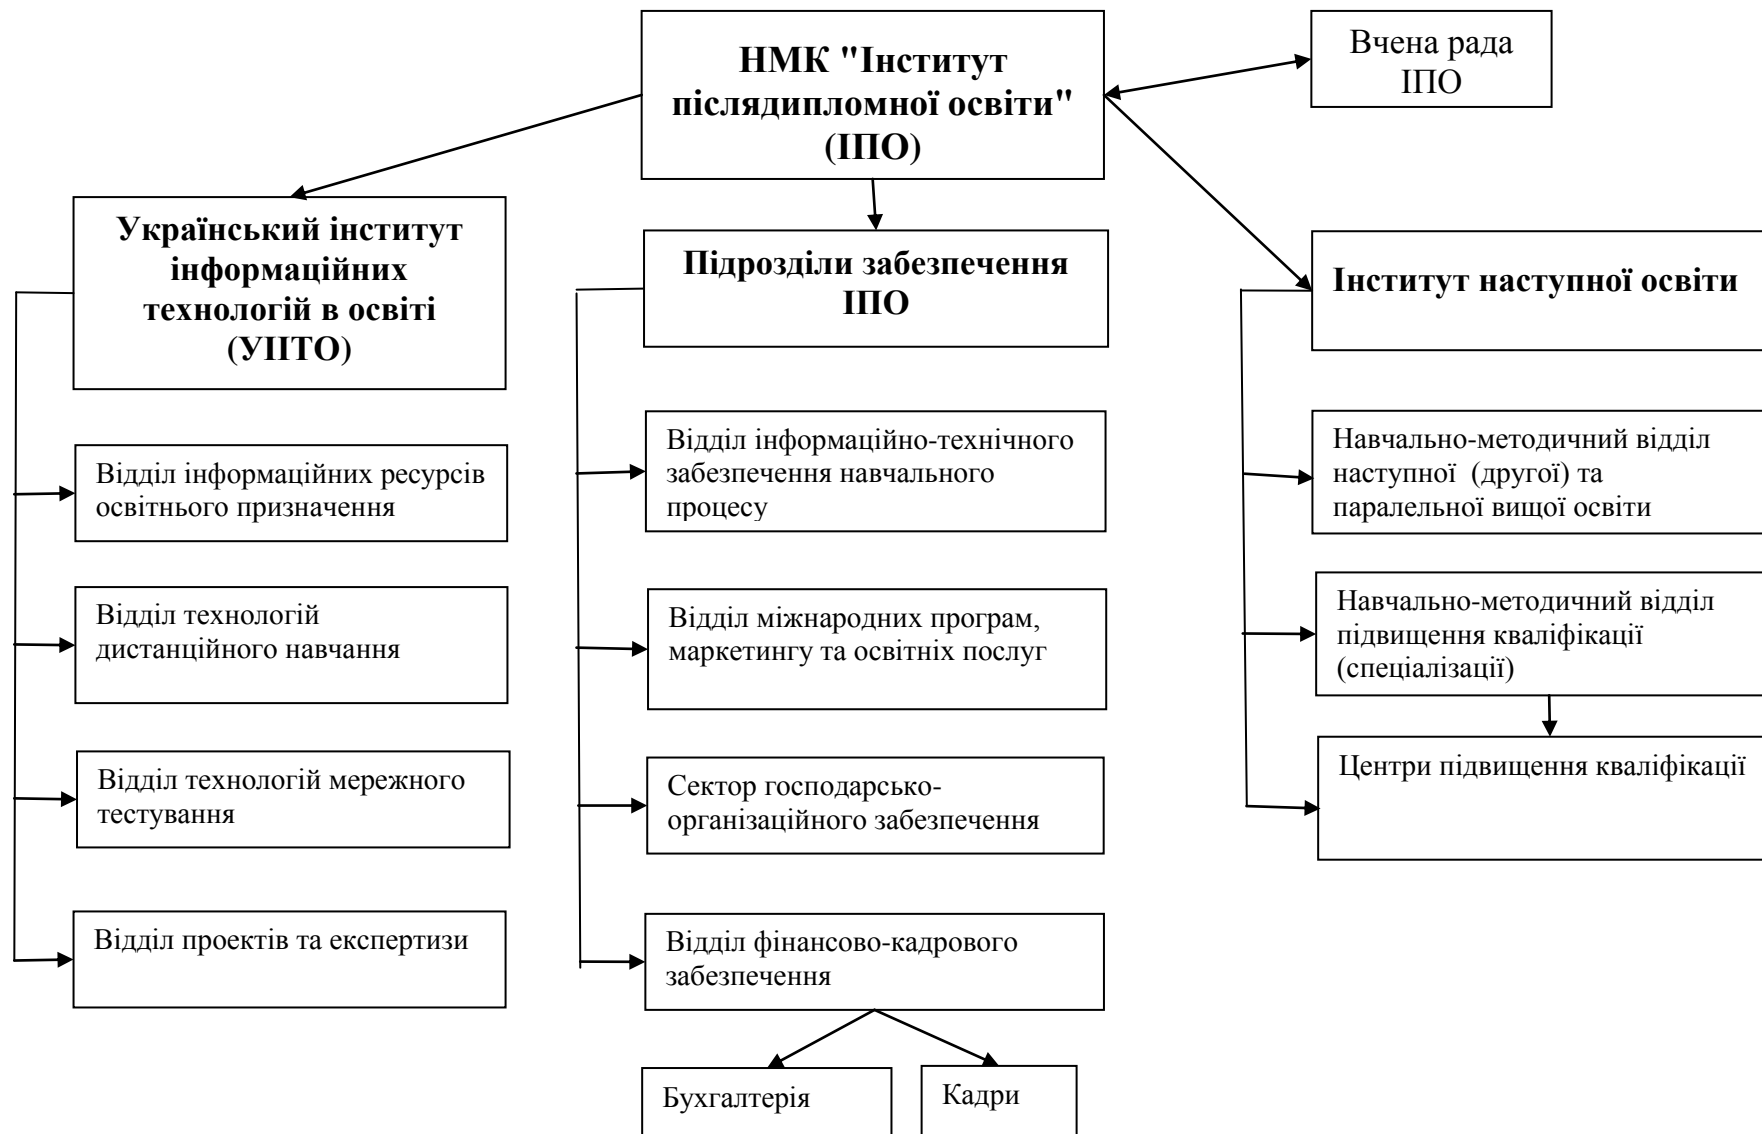 НМК "Інститут
післядипломної освіти"
(ІПО)
Вчена рада
ІПО
Український інститут
інформаційних
технологій в освіті
(УІІТО)
Підрозділи забезпечення
ІПО
Інститут наступної освіти
Відділ інформаційних ресурсів
освітнього призначення
Відділ технологій
дистанційного навчання
Відділ технологій мережного
тестування
Відділ проектів та експертизи
Відділ інформаційно-технічного
забезпечення навчального
процесу
Відділ міжнародних програм,
маркетингу та освітніх послуг
Сектор господарсько-
організаційного забезпечення
Відділ фінансово-кадрового
забезпечення
Бухгалтерія
Кадри
Навчально-методичний відділ
наступної (другої) та
паралельної вищої освіти
Навчально-методичний відділ
підвищення кваліфікації
(спеціалізації)
Центри підвищення кваліфікації